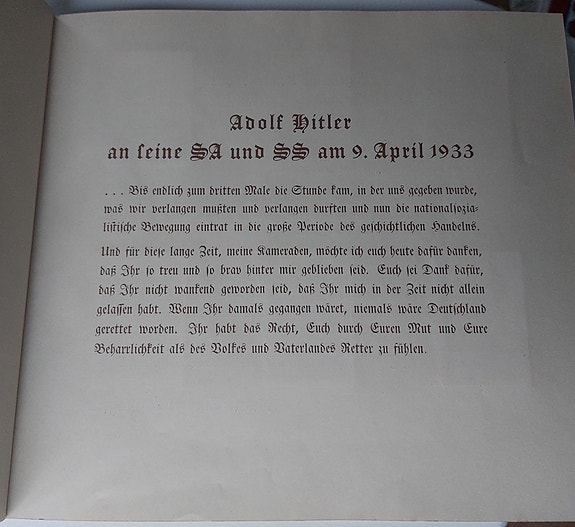 Adolf Hitler
an seine SA und SS am 9. April 1933
. . . Bis endlich zum dritten Male die Stunde kam, in der uns gegeben wurde,
was wir verlangen mußten und verlangen durften und nun die nationalsozia-
listische Bewegung eintrat in die große Periode des geschichtlichen Handelns.
Und für diese lange Zeit, meine Kameraden, möchte ich euch heute dafür danken,
daß Ihr so treu und so brav hinter mir geblieben seid. Euch sei Dank dafür,
daß Ihr nicht wankend geworden seid, daß Ihr mich in der Zeit nicht allein
gelassen habt. Wenn Ihr damals gegangen wäret, niemals wäre Deutschland
gerettet worden. Ihr habt das Recht, Euch durch Euren Mut und Eure
Beharrlichkeit als des Volkes und Vaterlandes Retter zu fühlen.